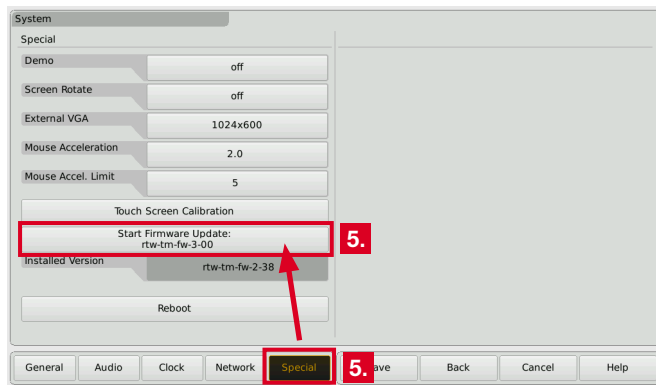 System
Special
Demo
off
Screen Rotate
off
External VGA
1024x600
Mouse Acceleration
2.0
Mouse Accel. Limit
5
Touch Screen Calibration
Start Firmware Update:
rtw-tm-fw-3-00
5.
Installed Version
rtw-tm-fw-2-38
Reboot
General Audio Clock Network Special 5. Back Cancel Help